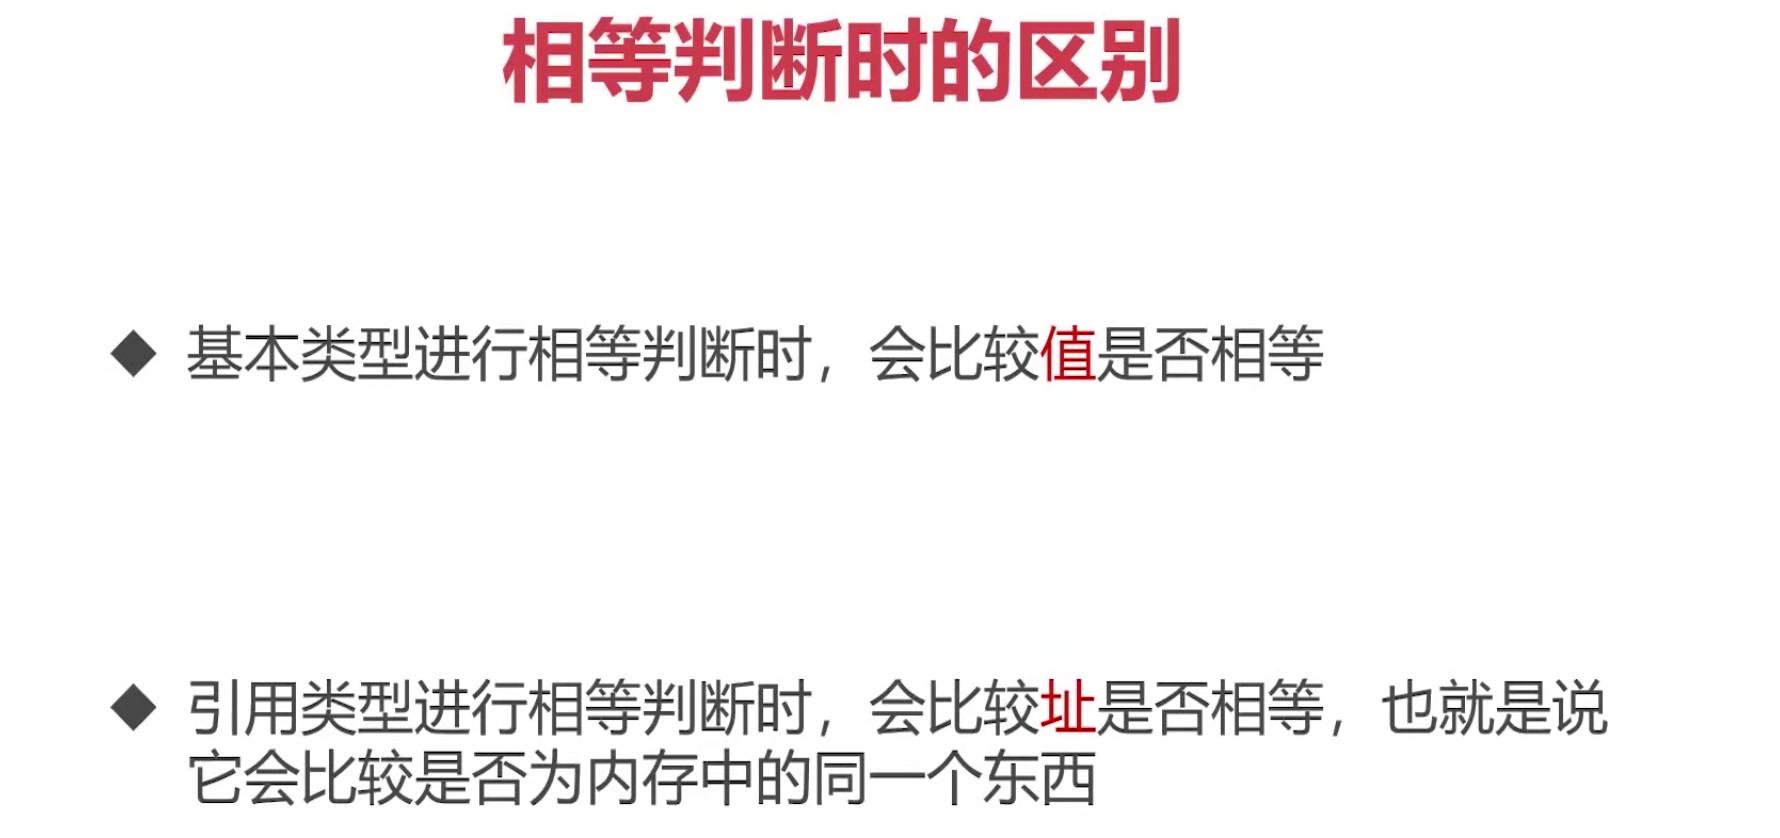 相等判断时的区别
◆ 基本类型进行相等判断时，会比较值是否相等
◆ 引用类型进行相等判断时，会比较址是否相等，也就是说
它会比较是否为内存中的同一个东西